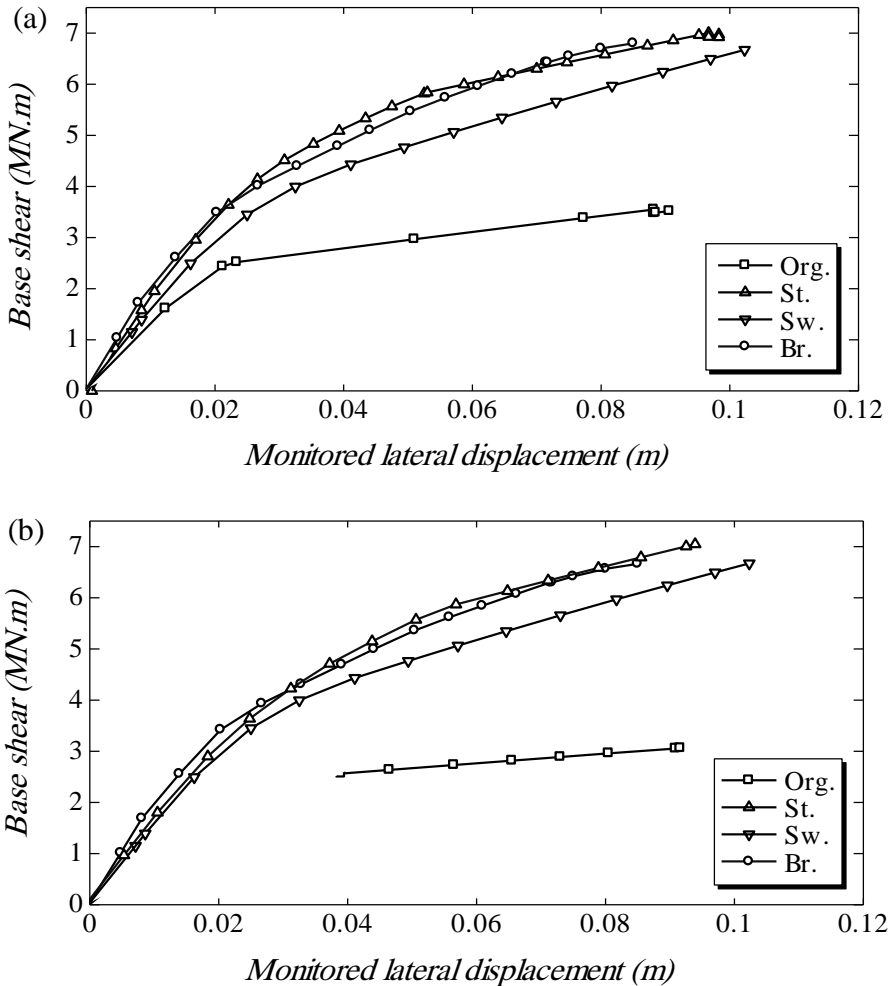 (a)
7
6
5
4
3
2
1
0
Base shear (MN.m)
Org.
St.
Sw.
Br.
0 0.02 0.04 0.06 0.08 0.1 0.12
Monitored lateral displacement (m)
(b)
7
6
5
4
3
2
1
0
Base shear (MN.m)
Org.
St.
Sw.
Br.
0 0.02 0.04 0.06 0.08 0.1 0.12
Monitored lateral displacement (m)